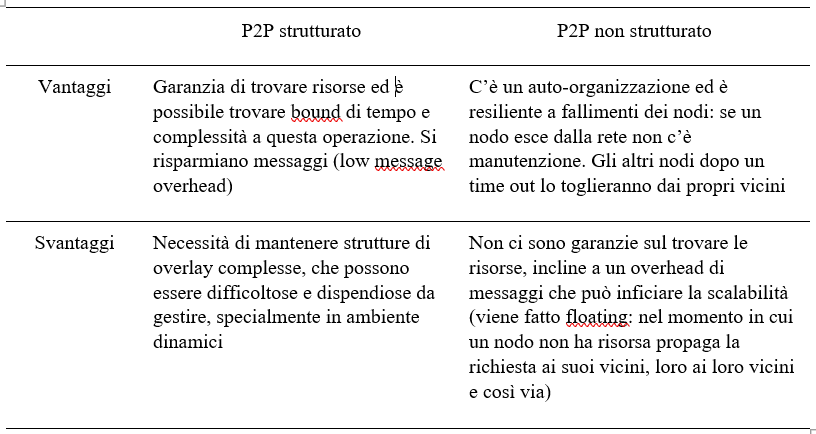 P2P strutturato
P2P non strutturato
Vantaggi
Garanzia di trovare risorse ed è
possibile trovare bound di tempo e
complessità a questa operazione. Si
risparmiano messaggi (low message
overhead)
C’è un auto-organizzazione ed è
resiliente a fallimenti dei nodi: se un
nodo esce dalla rete non c’è
manutenzione. Gli altri nodi dopo un
time out lo toglieranno dai propri vicini
Svantaggi
Necessità di mantenere strutture di
overlay complesse, che possono
essere difficoltose e dispendiose da
gestire, specialmente in ambiente
dinamici
Non ci sono garanzie sul trovare le
risorse, incline a un overhead di
messaggi che può inficiare la scalabilità
(viene fatto floating: nel momento in cui
un nodo non ha risorsa propaga la
richiesta ai suoi vicini, loro ai loro vicini
e così via)